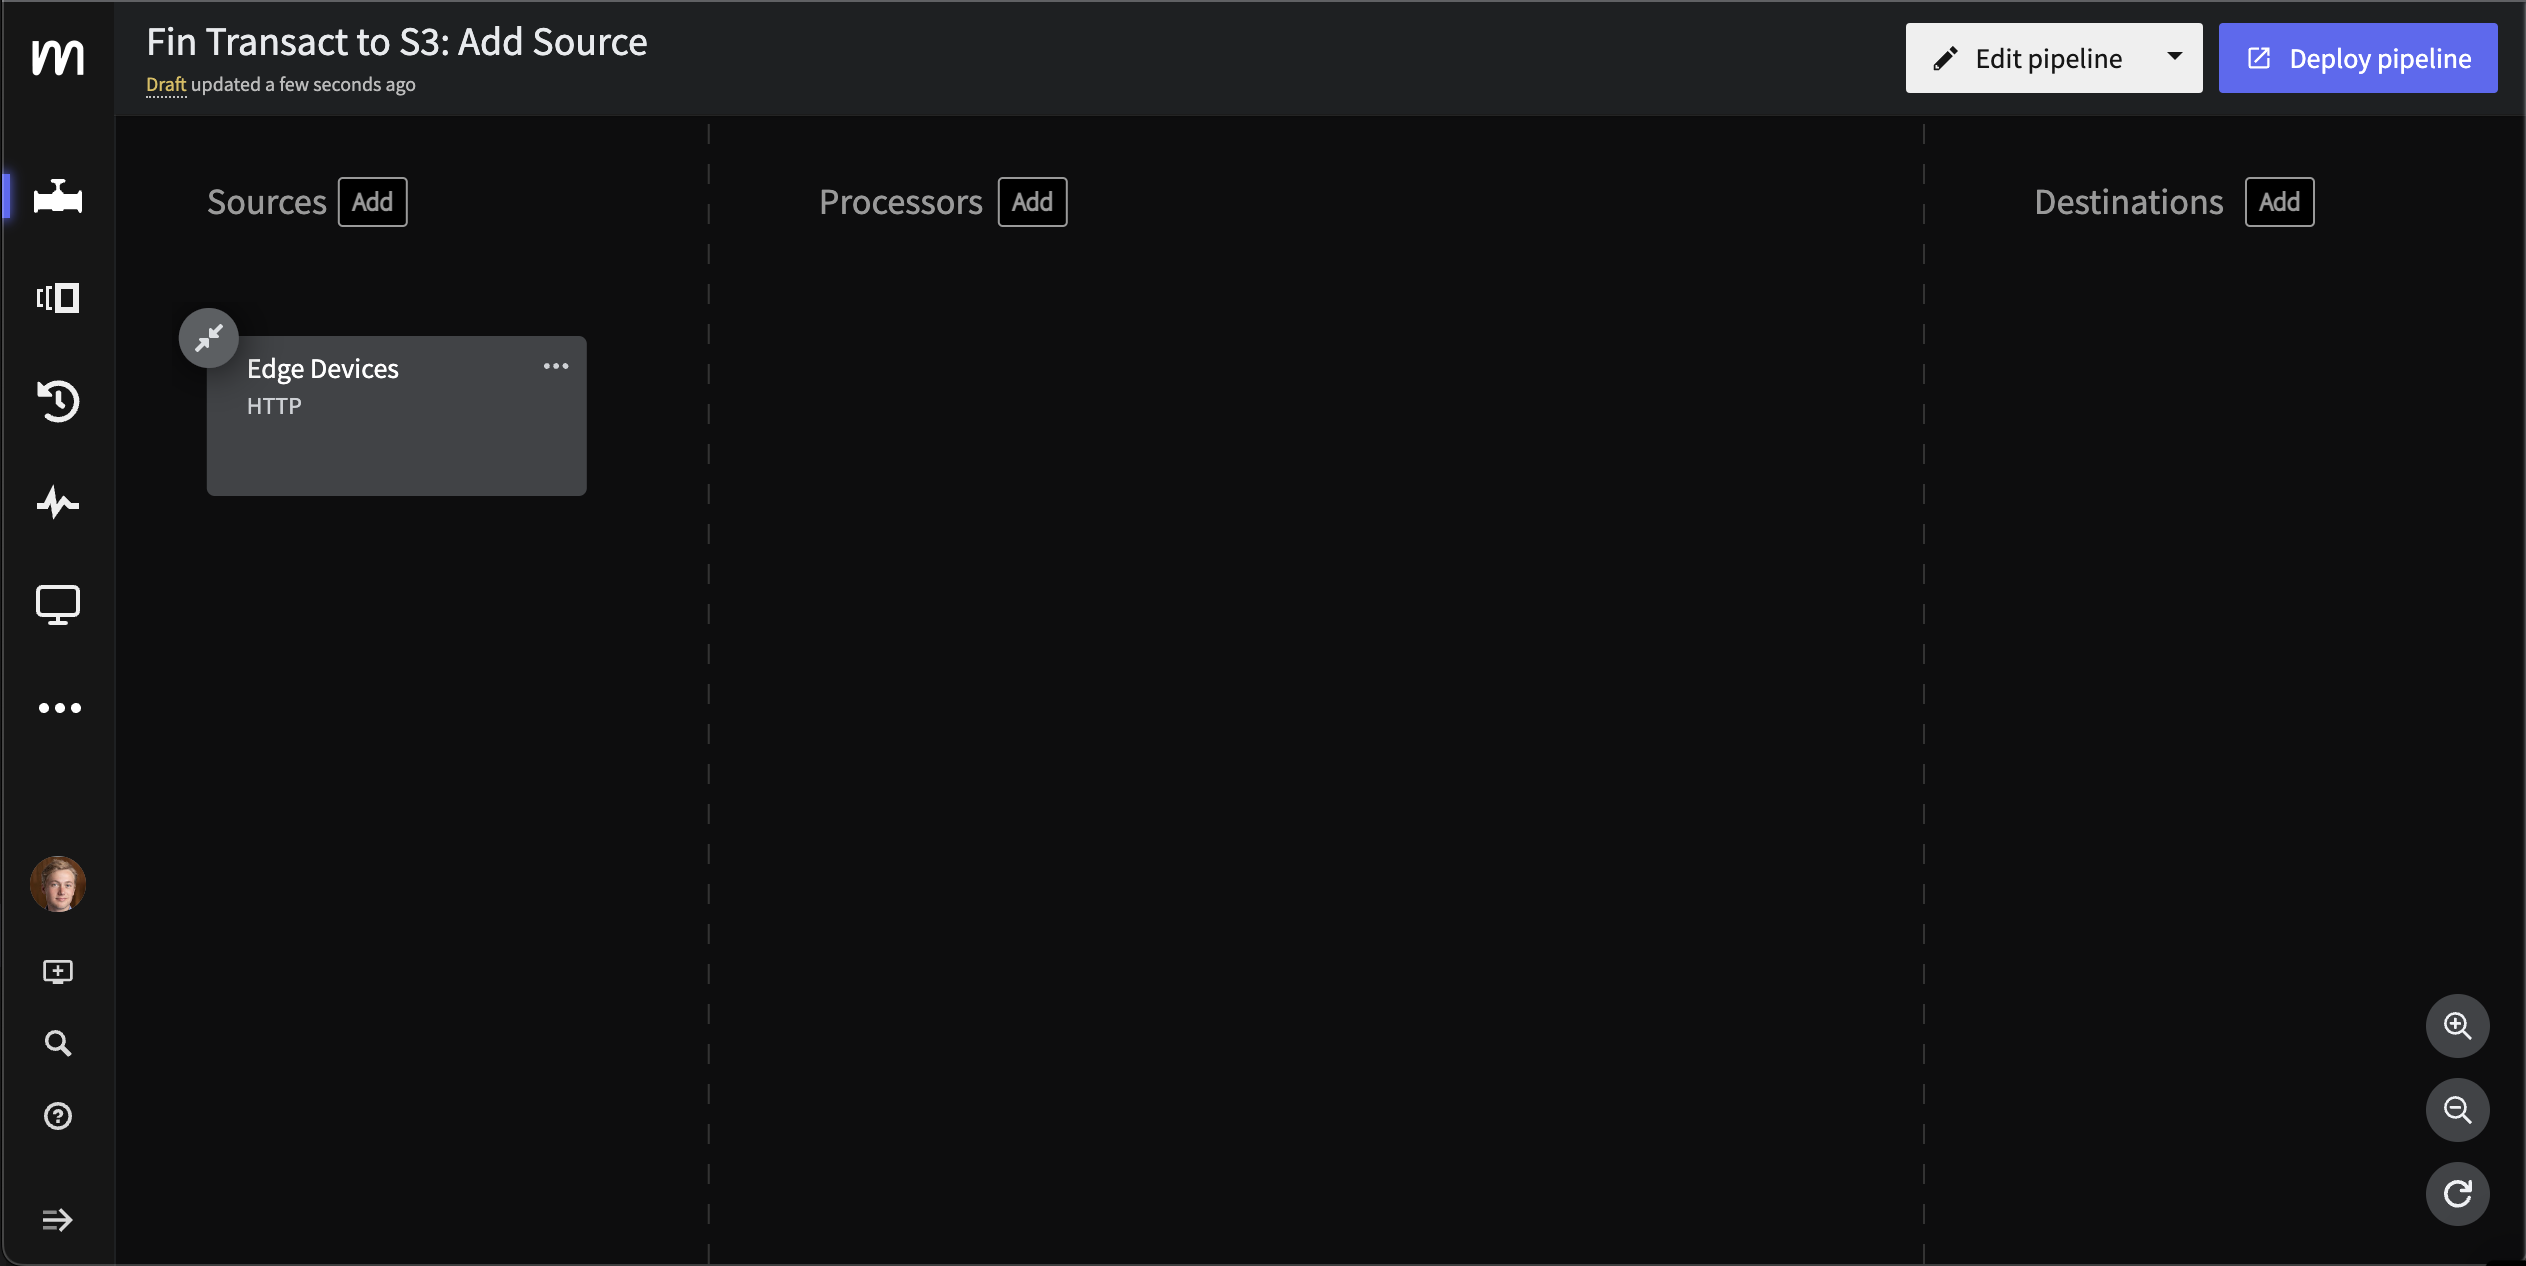 m
Fin Transact to S3: Add Source
Draft updated a few seconds ago
Edit pipeline
Deploy pipeline
Sources Add
Processors Add
Destinations Add
Edge Devices
HTTP